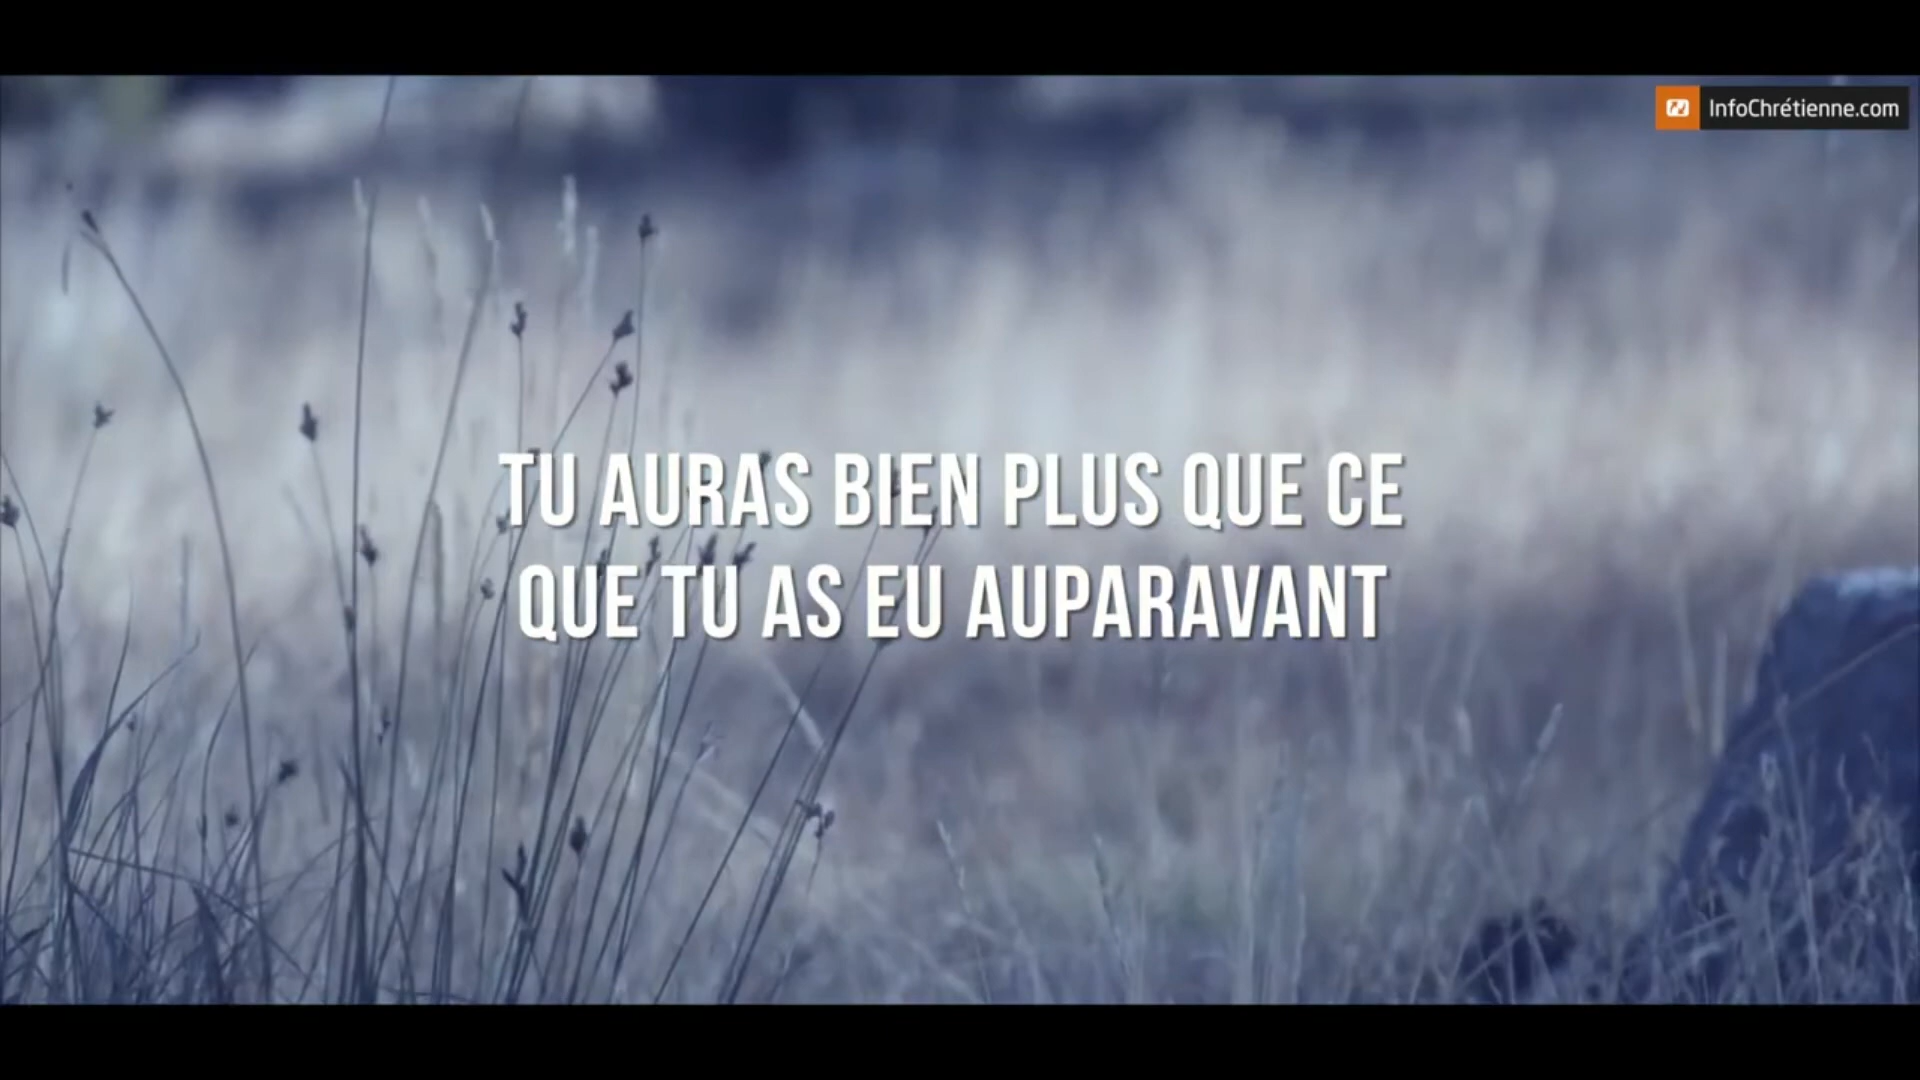 InfoChrétienne.com
TU AURAS BIEN PLUS QUE CE
QUE TU AS EU AUPARAVANT